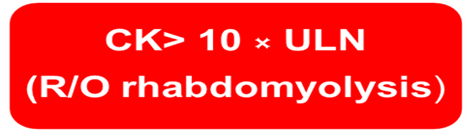 CK> 10 × ULN
(R/O rhabdomyolysis)